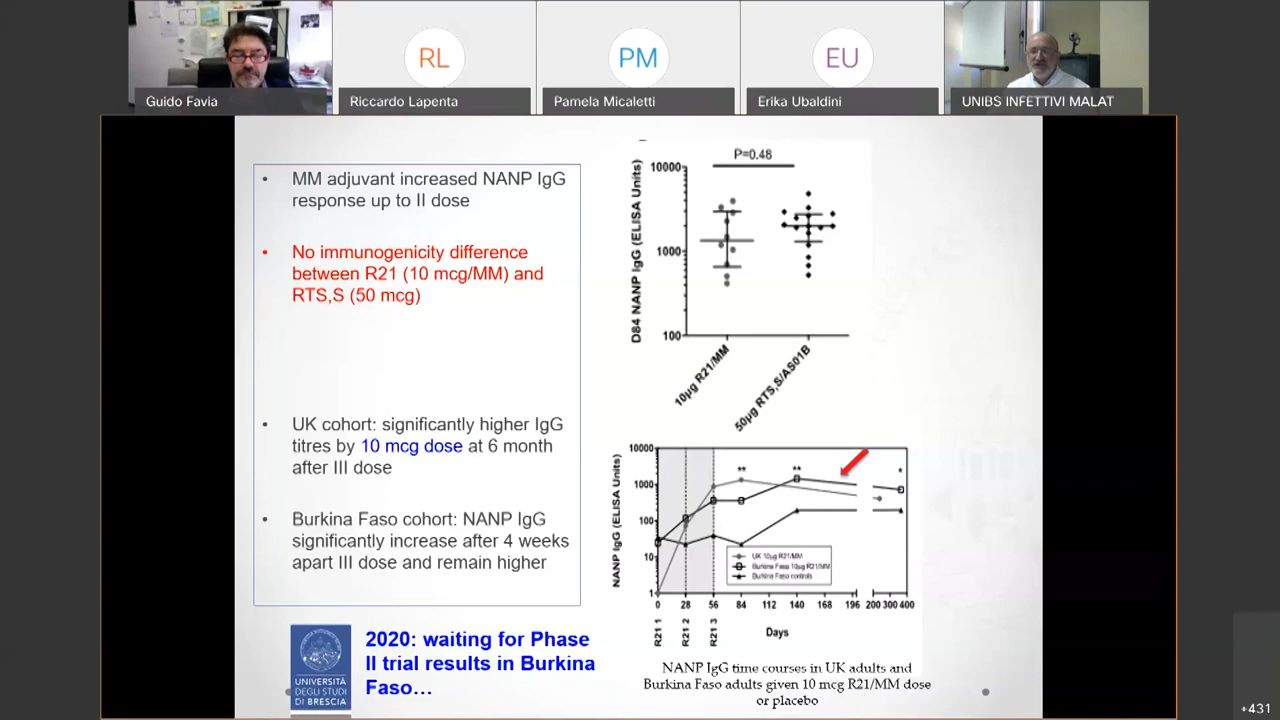 RL
PM
EU
Guido Favia
Riccardo Lapenta
Pamela Micaletti
Erika Ubaldini
UNIBS INFETTIVI MALAT
• MM adjuvant increased NANP IgG
response up to II dose
• No immunogenicity difference
between R21 (10 mcg/MM) and
RTS,S (50 mcg)
• UK cohort: significantly higher IgG
titres by 10 mcg dose at 6 month
after III dose
• Burkina Faso cohort: NANP IgG
significantly increase after 4 weeks
apart III dose and remain higher
P=0.48
D84 NANP IgG (ELISA Units)
10000
1000
100
10µg R21/MM
50µg RTS,S/AS01B
NANP IgG (ELISA Units)
10000
1000
100
10
1
** ** *
UK 10µg R21/MM
Burkina Faso 10µg R21/MM
Burkina Faso controls
0 28 56 84 112 140 168 196 200 300 400
R21 1
R21 2
R21 3
Days
NANP IgG time courses in UK adults and
Burkina Faso adults given 10 mcg R21/MM dose
or placebo
UNIVERSITÀ
DEGLI STUDI
DI BRESCIA
2020: waiting for Phase
II trial results in Burkina
Faso…
+431